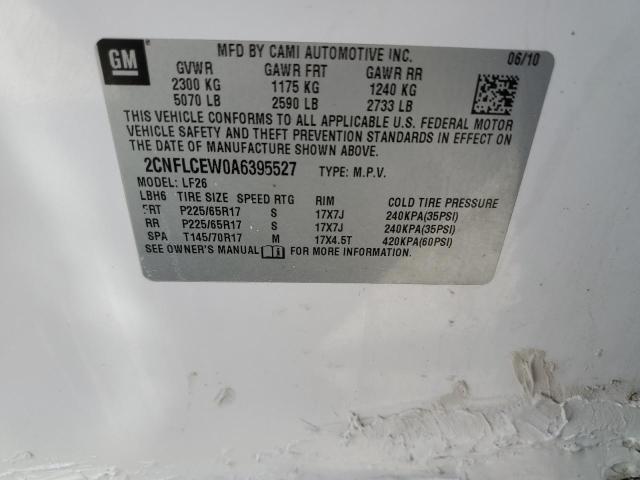 GM
MFD BY CAMI AUTOMOTIVE INC.
06/10
GVWR GAWR FRT GAWR RR
2300 KG 1175 KG 1240 KG
5070 LB 2590 LB 2733 LB
THIS VEHICLE CONFORMS TO ALL APPLICABLE U.S. FEDERAL MOTOR
VEHICLE SAFETY AND THEFT PREVENTION STANDARDS IN EFFECT ON
THE DATE OF MANUFACTURE SHOWN ABOVE.
2CNFLCEW0A6395527 TYPE: M.P.V.
MODEL: LF26
LBH6 TIRE SIZE SPEED RTG RIM COLD TIRE PRESSURE
FRT P225/65R17 S 17X7J 240KPA(35PSI)
RR P225/65R17 S 17X7J 240KPA(35PSI)
SPA T145/70R17 M 17X4.5T 420KPA(60PSI)
SEE OWNER'S MANUAL FOR MORE INFORMATION.